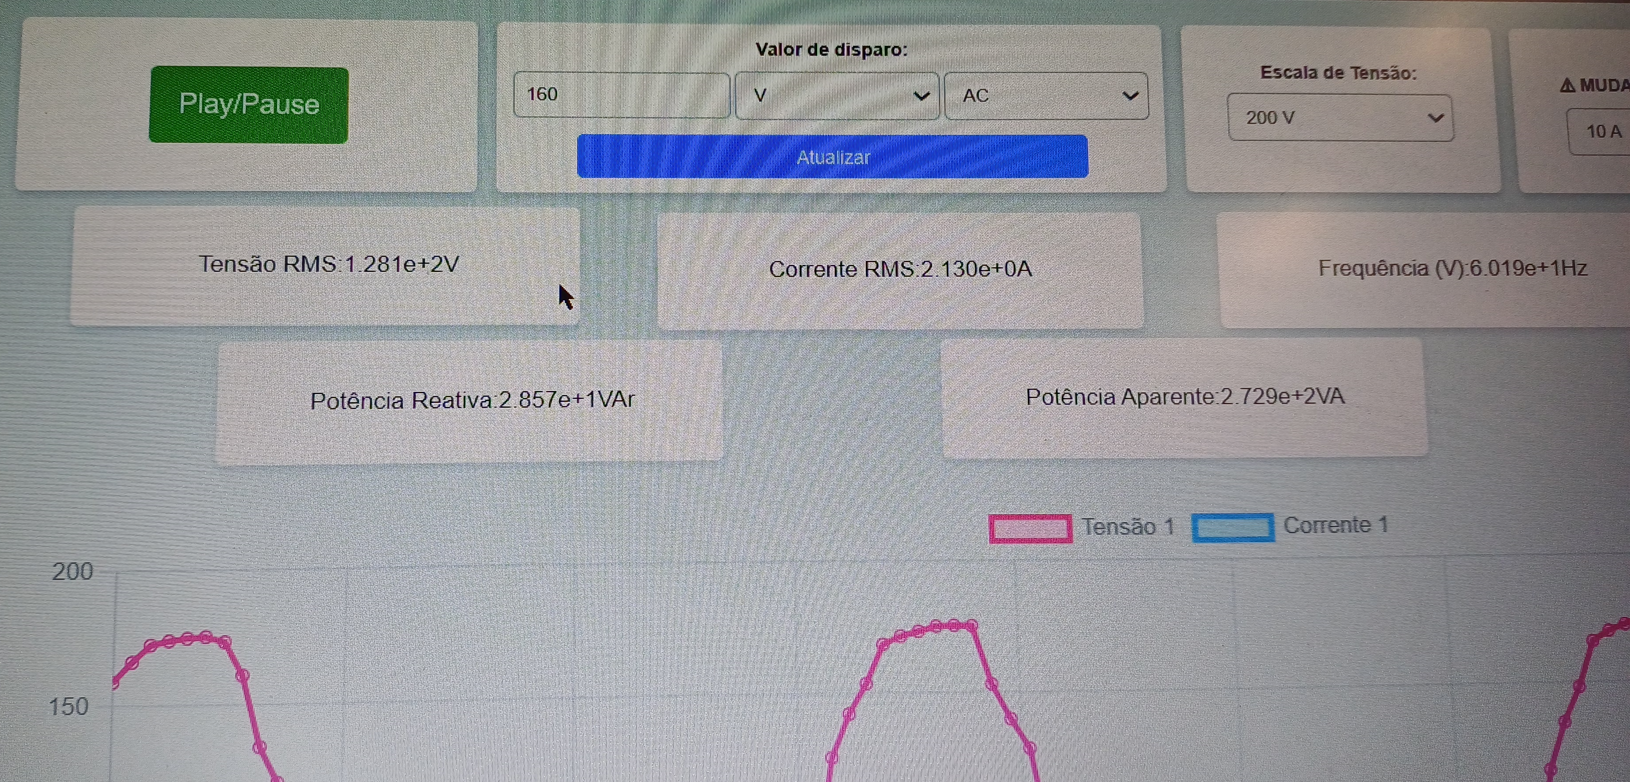 Play/Pause
Valor de disparo:
160
V
AC
Atualizar
Escala de Tensão:
200 V
⚠ MUDA
10 A
Tensão RMS:1.281e+2V
Corrente RMS:2.130e+0A
Frequência (V):6.019e+1Hz
Potência Reativa:2.857e+1VAr
Potência Aparente:2.729e+2VA
Tensão 1
Corrente 1
200
150